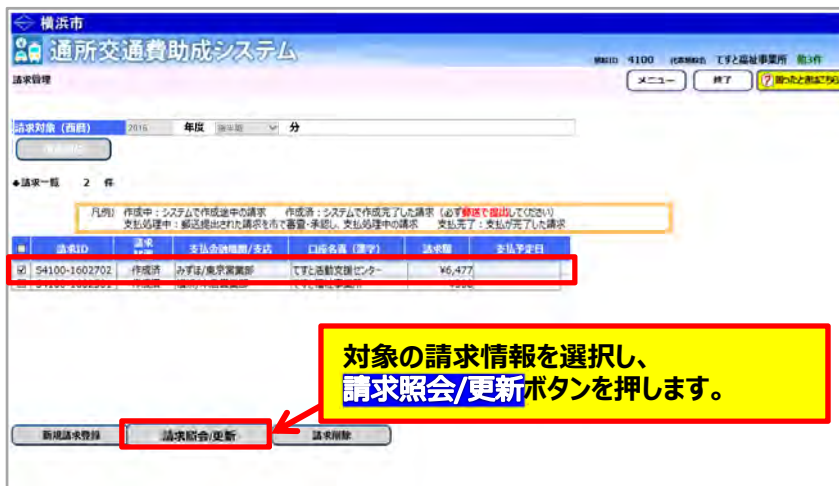 横浜市
通所交通費助成システム
4100 てすと福祉事業所
請求管理
メニュー 終了 ? 困ったときはこちら
請求対象（西暦） 2016 年度 分
◆請求一覧 2 件
凡例） 作成中：システムで作成途中の請求 作成済：システムで作成完了した請求（必ず郵送で提出してください）
支払処理中：郵送提出された請求を市で審査・承認し、支払処理中の請求 支払完了：支払が完了した請求
請求ID 請求 支払金融機関/支店 口座名義（漢字） 請求額 支払予定日
S4100-1602702 作成済 みずほ/東京営業部 てすと活動支援センター ¥6,477
対象の請求情報を選択し、
請求照会/更新ボタンを押します。
新規請求登録 請求照会/更新 請求削除